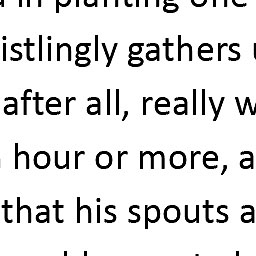 in planting one
istlingly gathers
after all, really w
hour or more, a
that his spouts a